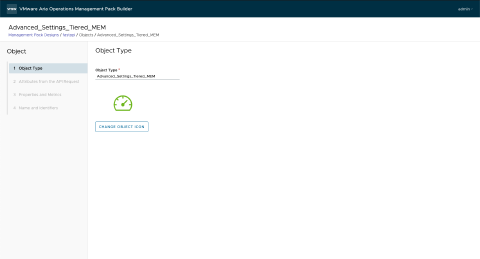 vmw VMware Aria Operations Management Pack Builder
admin
Advanced_Settings_Tiered_MEM
Management Pack Designs / / Objects / Advanced_Settings_Tiered_MEM
Object
1 Object Type
2 Attributes from the API Request
3 Properties and Metrics
4 Name and Identifiers
Object Type
Object Type *
Advanced_Settings_Tiered_MEM
CHANGE OBJECT ICON